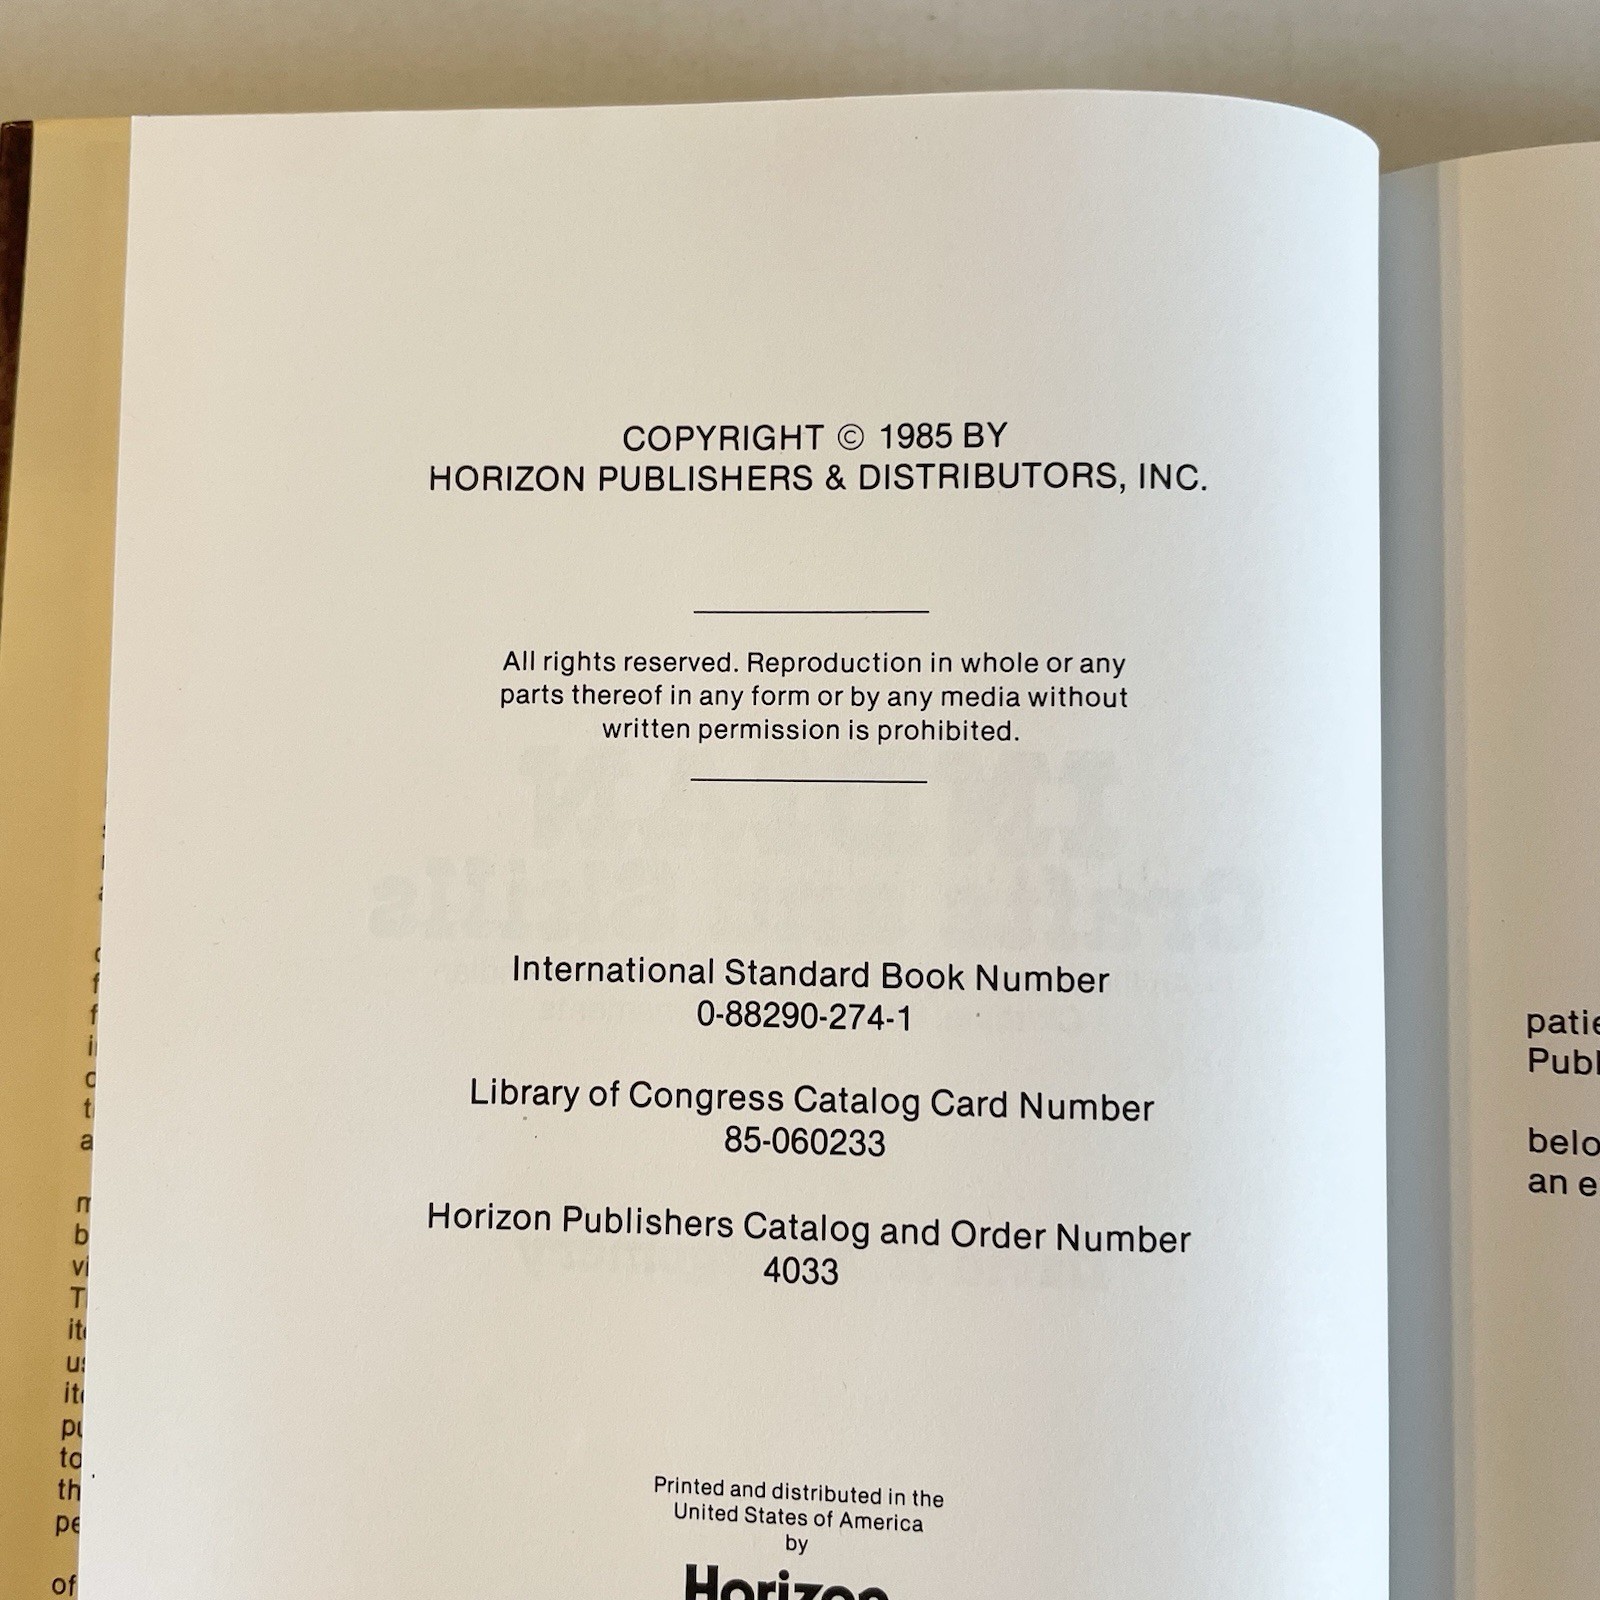 COPYRIGHT © 1985 BY
HORIZON PUBLISHERS & DISTRIBUTORS, INC.
All rights reserved. Reproduction in whole or any
parts thereof in any form or by any media without
written permission is prohibited.
International Standard Book Number
0-88290-274-1
Library of Congress Catalog Card Number
85-060233
Horizon Publishers Catalog and Order Number
4033
Printed and distributed in the
United States of America
by
Horizon
belo
an e